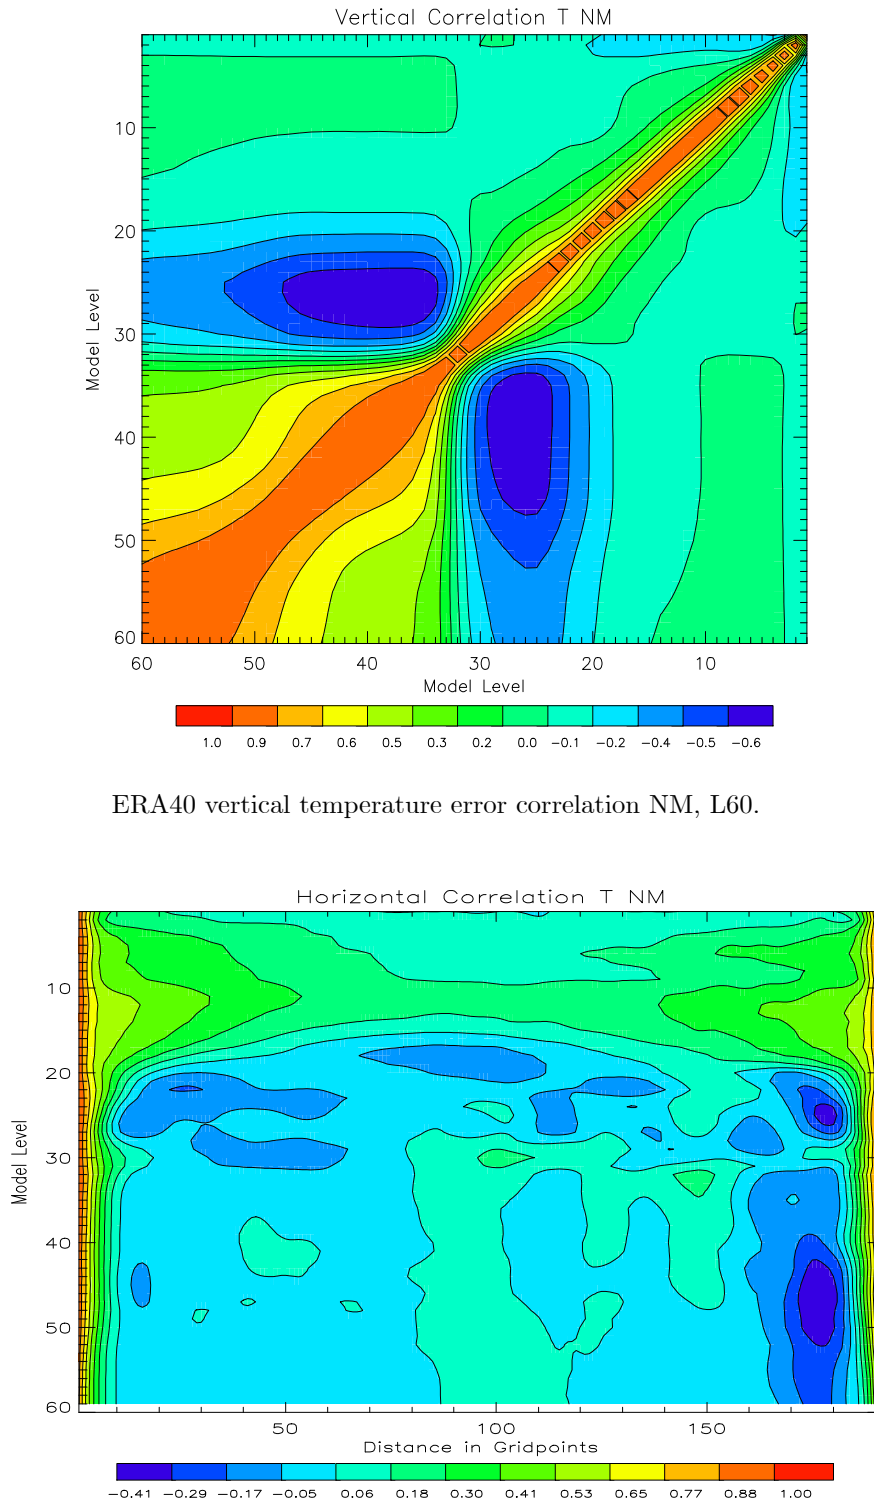 Vertical Correlation T NM
10
20
30
40
50
60
Model Level
60 50 40 30 20 10
Model Level
1.0 0.9 0.7 0.6 0.5 0.3 0.2 0.0 -0.1 -0.2 -0.4 -0.5 -0.6
ERA40 vertical temperature error correlation NM, L60.
Horizontal Correlation T NM
10
20
30
40
50
60
Model Level
50 100 150
Distance in Gridpoints
-0.41 -0.29 -0.17 -0.05 0.06 0.18 0.30 0.41 0.53 0.65 0.77 0.88 1.00